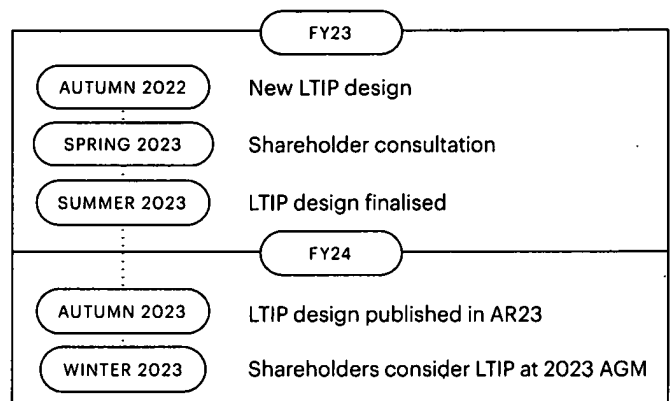 FY23
AUTUMN 2022 New LTIP design
SPRING 2023 Shareholder consultation
SUMMER 2023 LTIP design finalised
FY24
AUTUMN 2023 LTIP design published in AR23
WINTER 2023 Shareholders consider LTIP at 2023 AGM